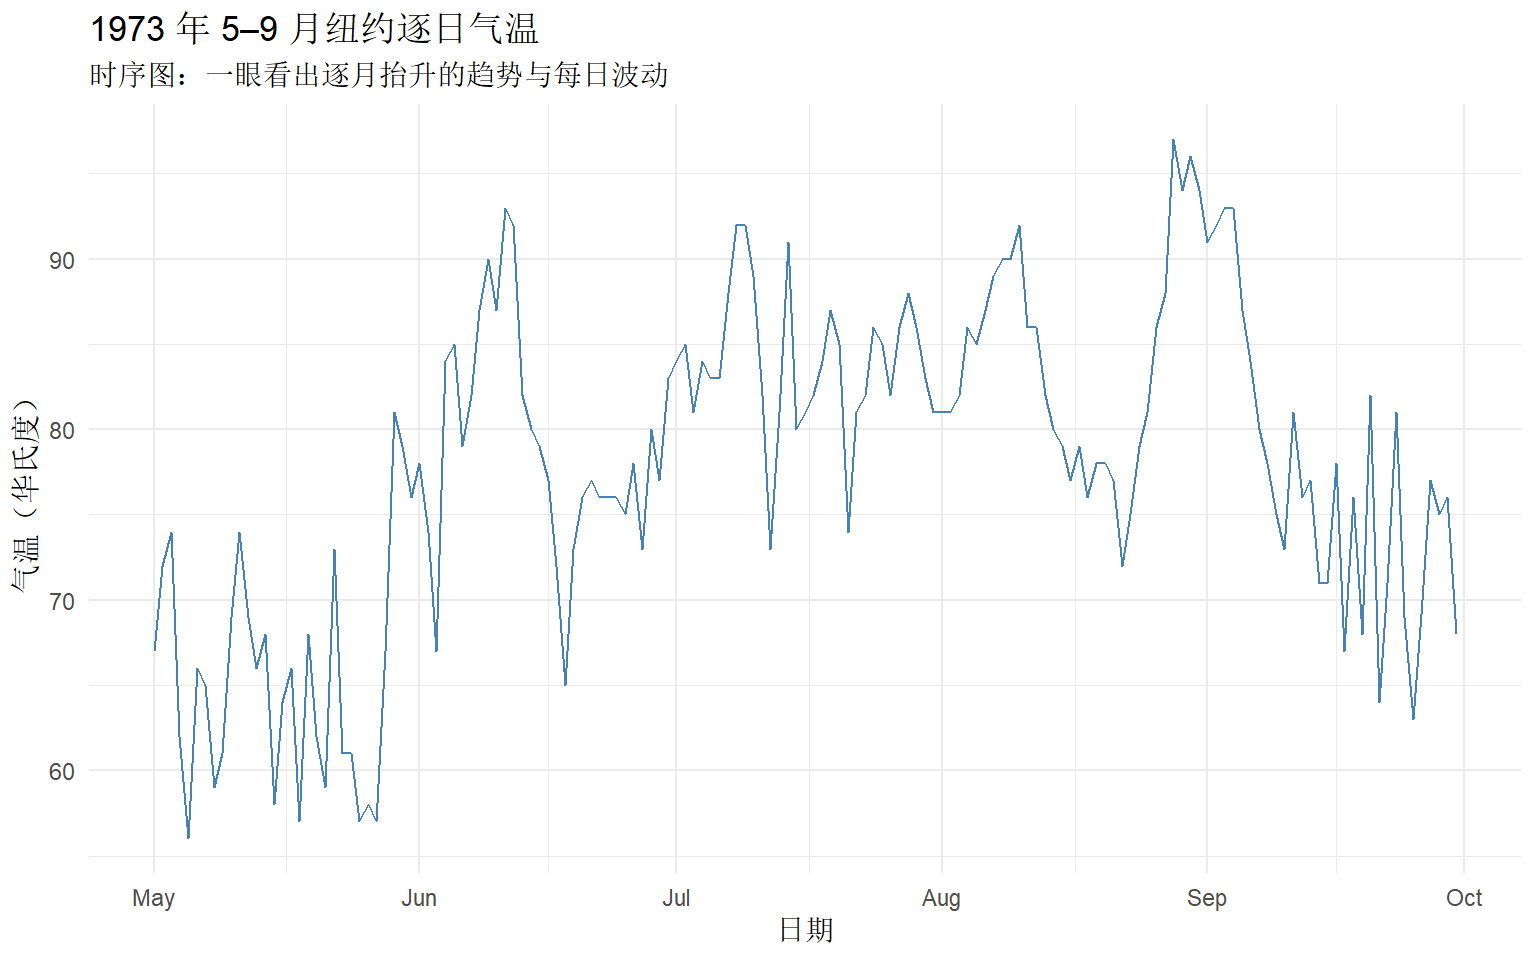 1973 年 5–9 月纽约逐日气温
时序图：一眼看出逐月抬升的趋势与每日波动
气温（华氏度）
90
80
70
60
May
Jun
Jul
Aug
Sep
Oct
日期